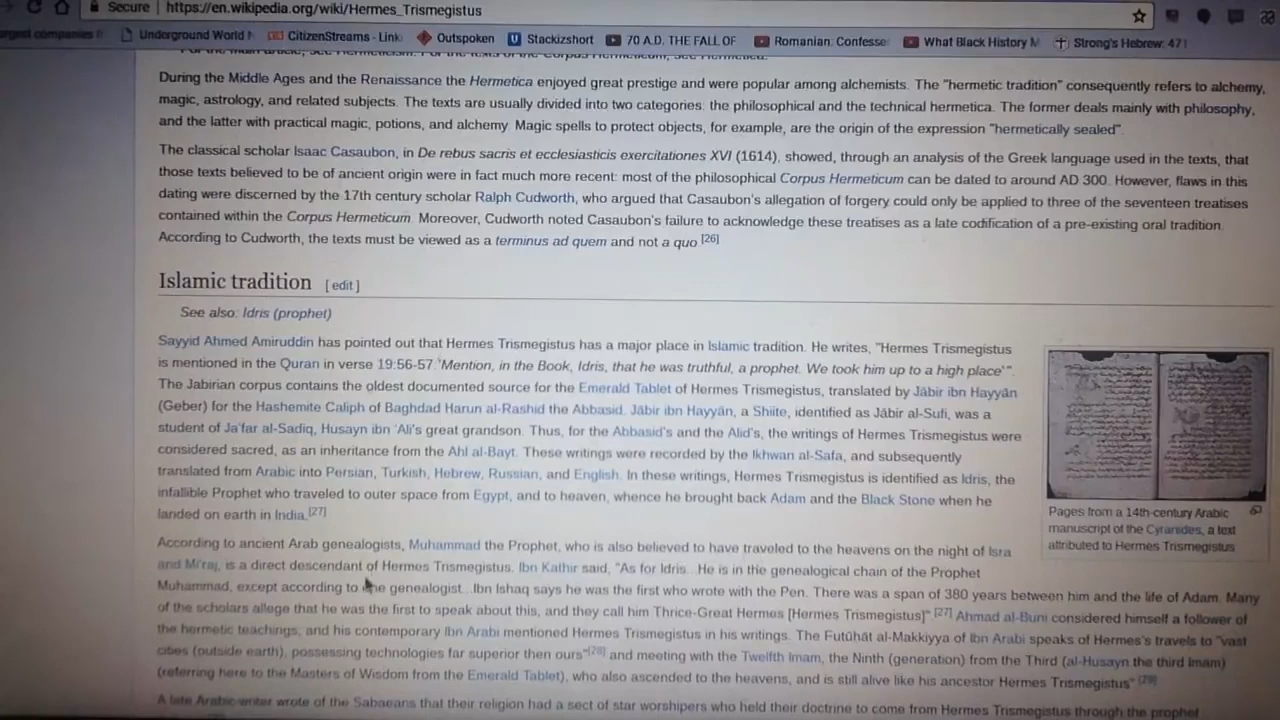 Secure | https://en.wikipedia.org/wiki/Hermes_Trismegistus
argest companies Underground World CitizenStreams - Link Outspoken Stackizshort 70 A.D. THE FALL OF Romanian: Confesse What Black History M Strong's Hebrew: 47
For the main article, see Hermeticism. For the texts of the Corpus Hermeticum, see Hermetica.
During the Middle Ages and the Renaissance the Hermetica enjoyed great prestige and were popular among alchemists. The "hermetic tradition" consequently refers to alchemy,
magic, astrology, and related subjects. The texts are usually divided into two categories: the philosophical and the technical hermetica. The former deals mainly with philosophy,
and the latter with practical magic, potions, and alchemy. Magic spells to protect objects, for example, are the origin of the expression "hermetically sealed".
The classical scholar Isaac Casaubon, in De rebus sacris et ecclesiasticis exercitationes XVI (1614), showed, through an analysis of the Greek language used in the texts, that
those texts believed to be of ancient origin were in fact much more recent: most of the philosophical Corpus Hermeticum can be dated to around AD 300. However, flaws in this
dating were discerned by the 17th century scholar Ralph Cudworth, who argued that Casaubon's allegation of forgery could only be applied to three of the seventeen treatises
contained within the Corpus Hermeticum. Moreover, Cudworth noted Casaubon's failure to acknowledge these treatises as a late codification of a pre-existing oral tradition.
According to Cudworth, the texts must be viewed as a terminus ad quem and not a quo [26]
Islamic tradition [edit]
See also: Idris (prophet)
Sayyid Ahmed Amiruddin has pointed out that Hermes Trismegistus has a major place in Islamic tradition. He writes, "Hermes Trismegistus
is mentioned in the Quran in verse 19:56-57:'Mention, in the Book, Idris, that he was truthful, a prophet. We took him up to a high place'".
The Jabirian corpus contains the oldest documented source for the Emerald Tablet of Hermes Trismegistus, translated by Jābir ibn Hayyān
(Geber) for the Hashemite Caliph of Baghdad Harun al-Rashid the Abbasid. Jābir ibn Hayyān, a Shiite, identified as Jābir al-Sufi, was a
student of Ja'far al-Sadiq, Husayn ibn 'Ali's great grandson. Thus, for the Abbasid's and the Alid's, the writings of Hermes Trismegistus were
considered sacred, as an inheritance from the Ahl al-Bayt. These writings were recorded by the Ikhwan al-Safa, and subsequently
translated from Arabic into Persian, Turkish, Hebrew, Russian, and English. In these writings, Hermes Trismegistus is identified as Idris, the
infallible Prophet who traveled to outer space from Egypt, and to heaven, whence he brought back Adam and the Black Stone when he
landed on earth in India.[27]
Pages from a 14th-century Arabic
manuscript of the Cyranides, a text
attributed to Hermes Trismegistus
According to ancient Arab genealogists, Muhammad the Prophet, who is also believed to have traveled to the heavens on the night of Isra
and Mi'raj, is a direct descendant of Hermes Trismegistus. Ibn Kathir said, "As for Idris...He is in the genealogical chain of the Prophet
Muhammad, except according to one genealogist...Ibn Ishaq says he was the first who wrote with the Pen. There was a span of 380 years between him and the life of Adam. Many
of the scholars allege that he was the first to speak about this, and they call him Thrice-Great Hermes [Hermes Trismegistus]" [27] Ahmad al-Buni considered himself a follower of
the hermetic teachings, and his contemporary Ibn Arabi mentioned Hermes Trismegistus in his writings. The Futūhāt al-Makkiyya of Ibn Arabi speaks of Hermes's travels to "vast
cities (outside earth), possessing technologies far superior then ours"[28] and meeting with the Twelfth Imam, the Ninth (generation) from the Third (al-Husayn the third Imam)
(referring here to the Masters of Wisdom from the Emerald Tablet), who also ascended to the heavens, and is still alive like his ancestor Hermes Trismegistus" [29]
A late Arabic writer wrote of the Sabaeans that their religion had a sect of star worshipers who held their doctrine to come from Hermes Trismegistus through the prophet